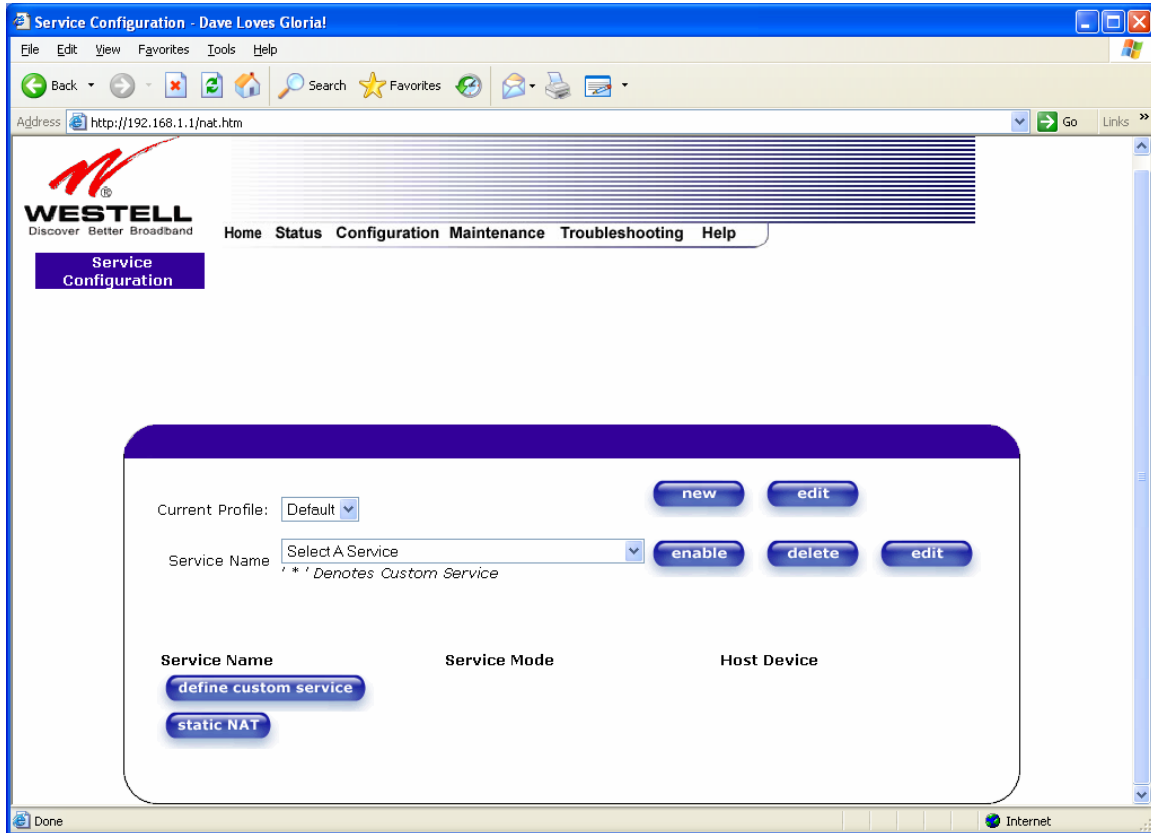 Service Configuration - Dave Loves Gloria!
File Edit View Favorites Tools Help
Back Search Favorites
Address http://192.168.1.1/nat.htm Go Links »
®
WESTELL
Discover Better Broadband
Home Status Configuration Maintenance Troubleshooting Help
Service
Configuration
new edit
Current Profile: Default
Service Name Select A Service enable delete edit
' * ' Denotes Custom Service
Service Name Service Mode Host Device
define custom service
static NAT
Done Internet